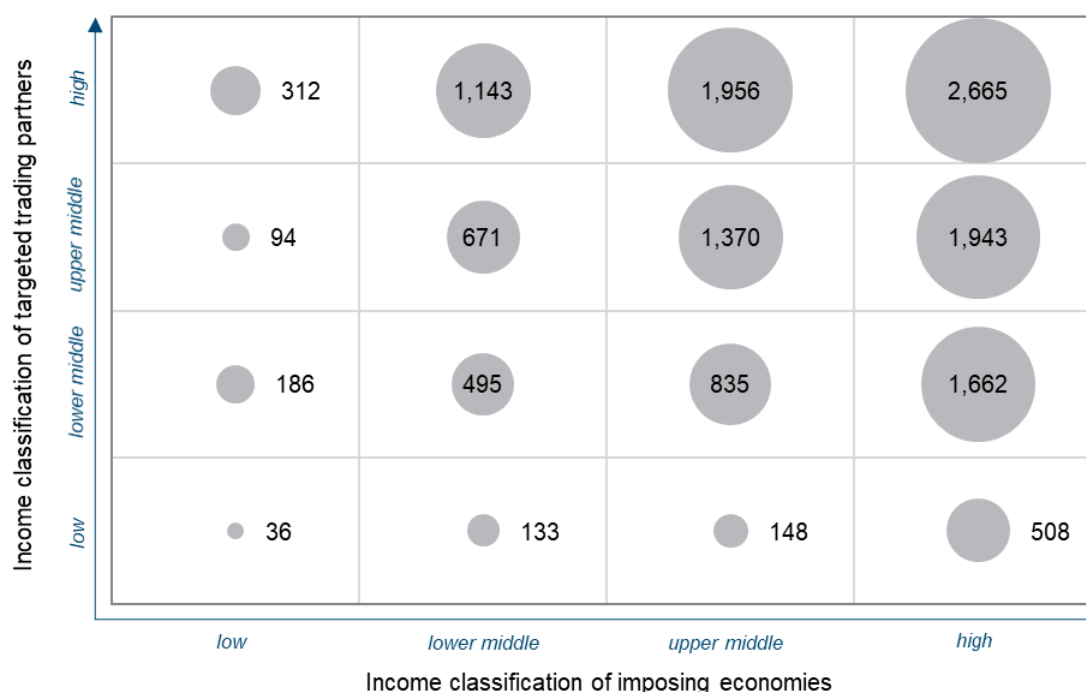 Income classification of targeted trading partners
high
312
1,143
1,956
2,665
upper middle
94
671
1,370
1,943
lower middle
186
495
835
1,662
low
36
133
148
508
low
lower middle
upper middle
high
Income classification of imposing economies